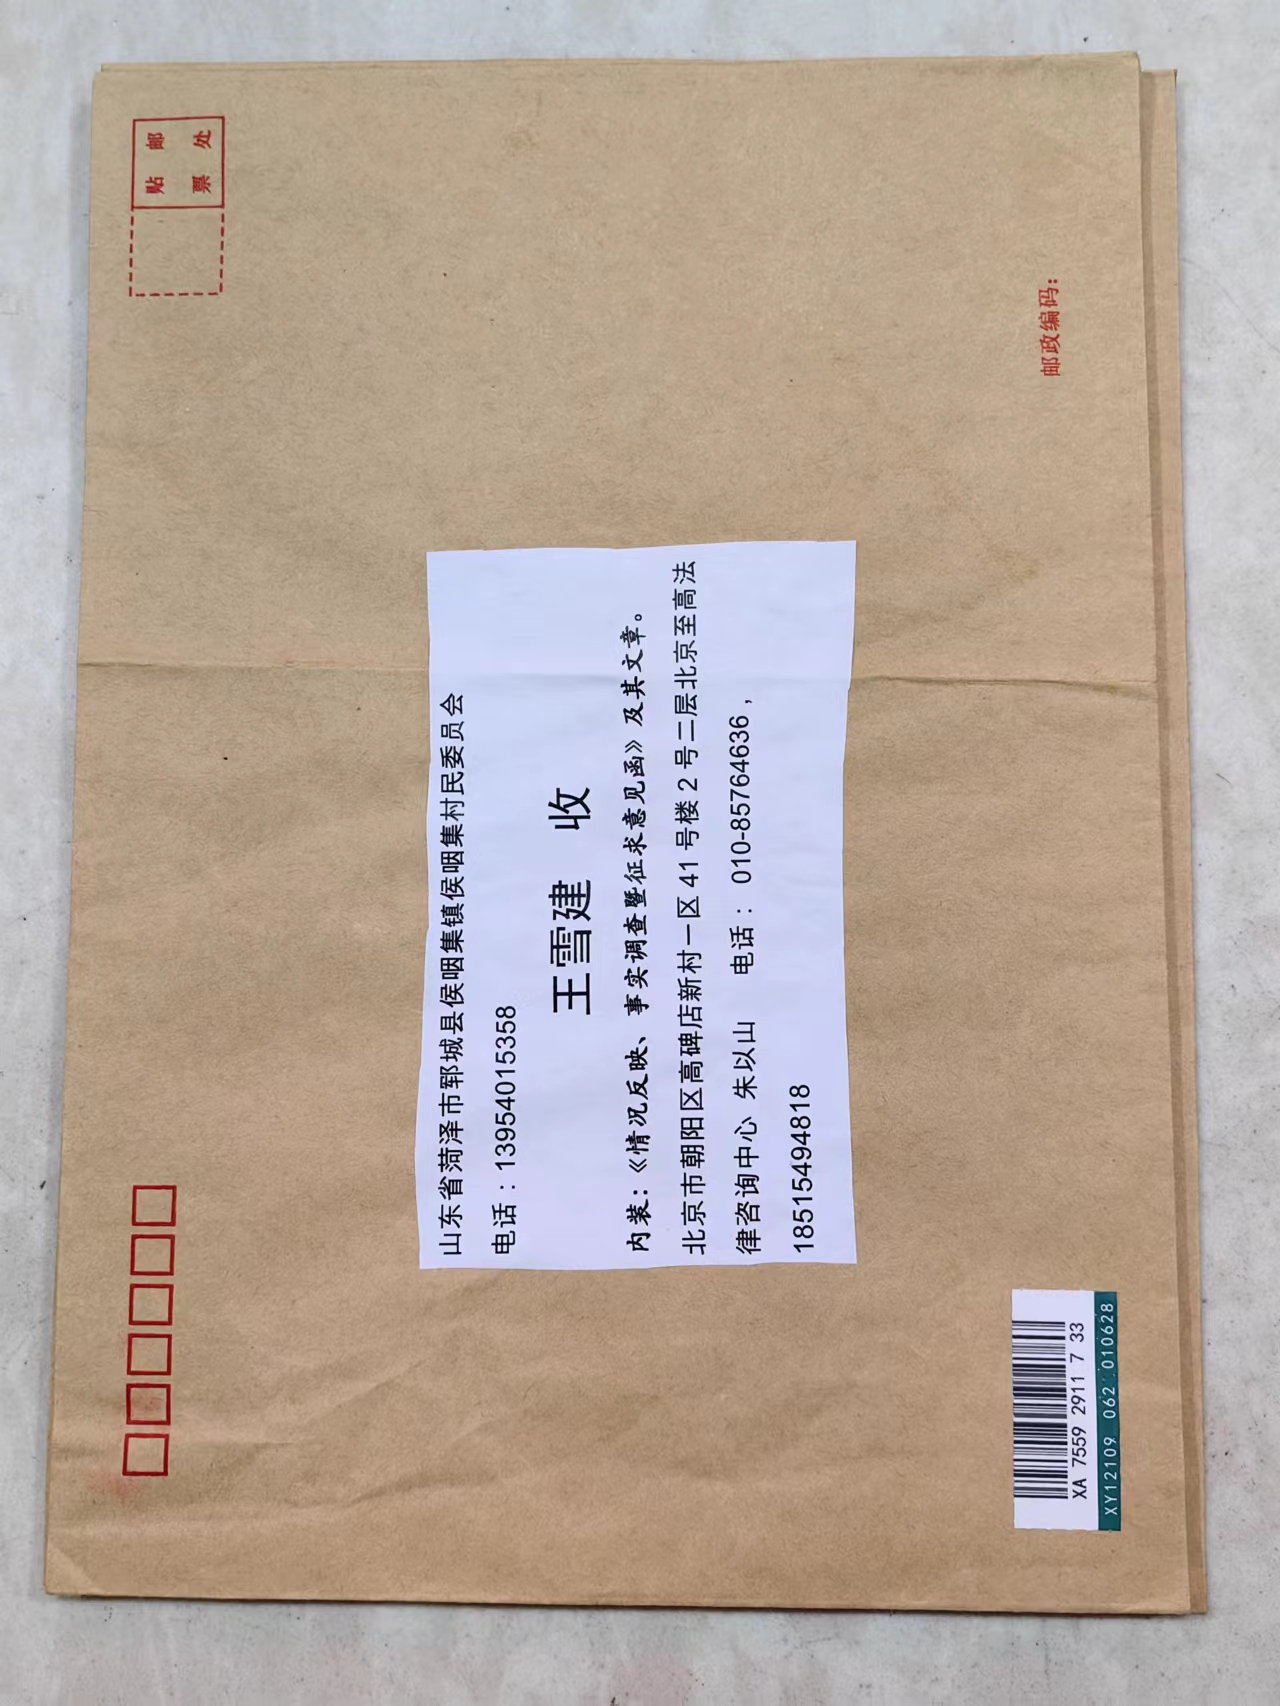 贴邮
票处
山东省菏泽市郓城县侯咽集镇侯咽集村民委员会
电话：13954015358
王雪建 收
内装：《情况反映、事实调查暨征求意见函》及其文章。
北京市朝阳区高碑店新村一区 41 号楼 2 号二层北京至高法
律咨询中心 朱以山 电话： 010-85764636，
18515494818
邮政编码：
XA 7559 2911 7 33
XY12109 062 010628